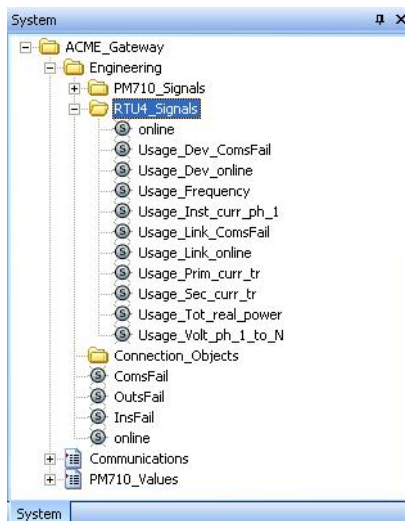 System
ACME_Gateway
Engineering
PM710_Signals
RTU4_Signals
online
Usage_Dev_ComsFail
Usage_Dev_online
Usage_Frequency
Usage_Inst_curr_ph_1
Usage_Link_ComsFail
Usage_Link_online
Usage_Prim_curr_tr
Usage_Sec_curr_tr
Usage_Tot_real_power
Usage_Volt_ph_1_to_N
Connection_Objects
ComsFail
OutsFail
InsFail
online
Communications
PM710_Values
System